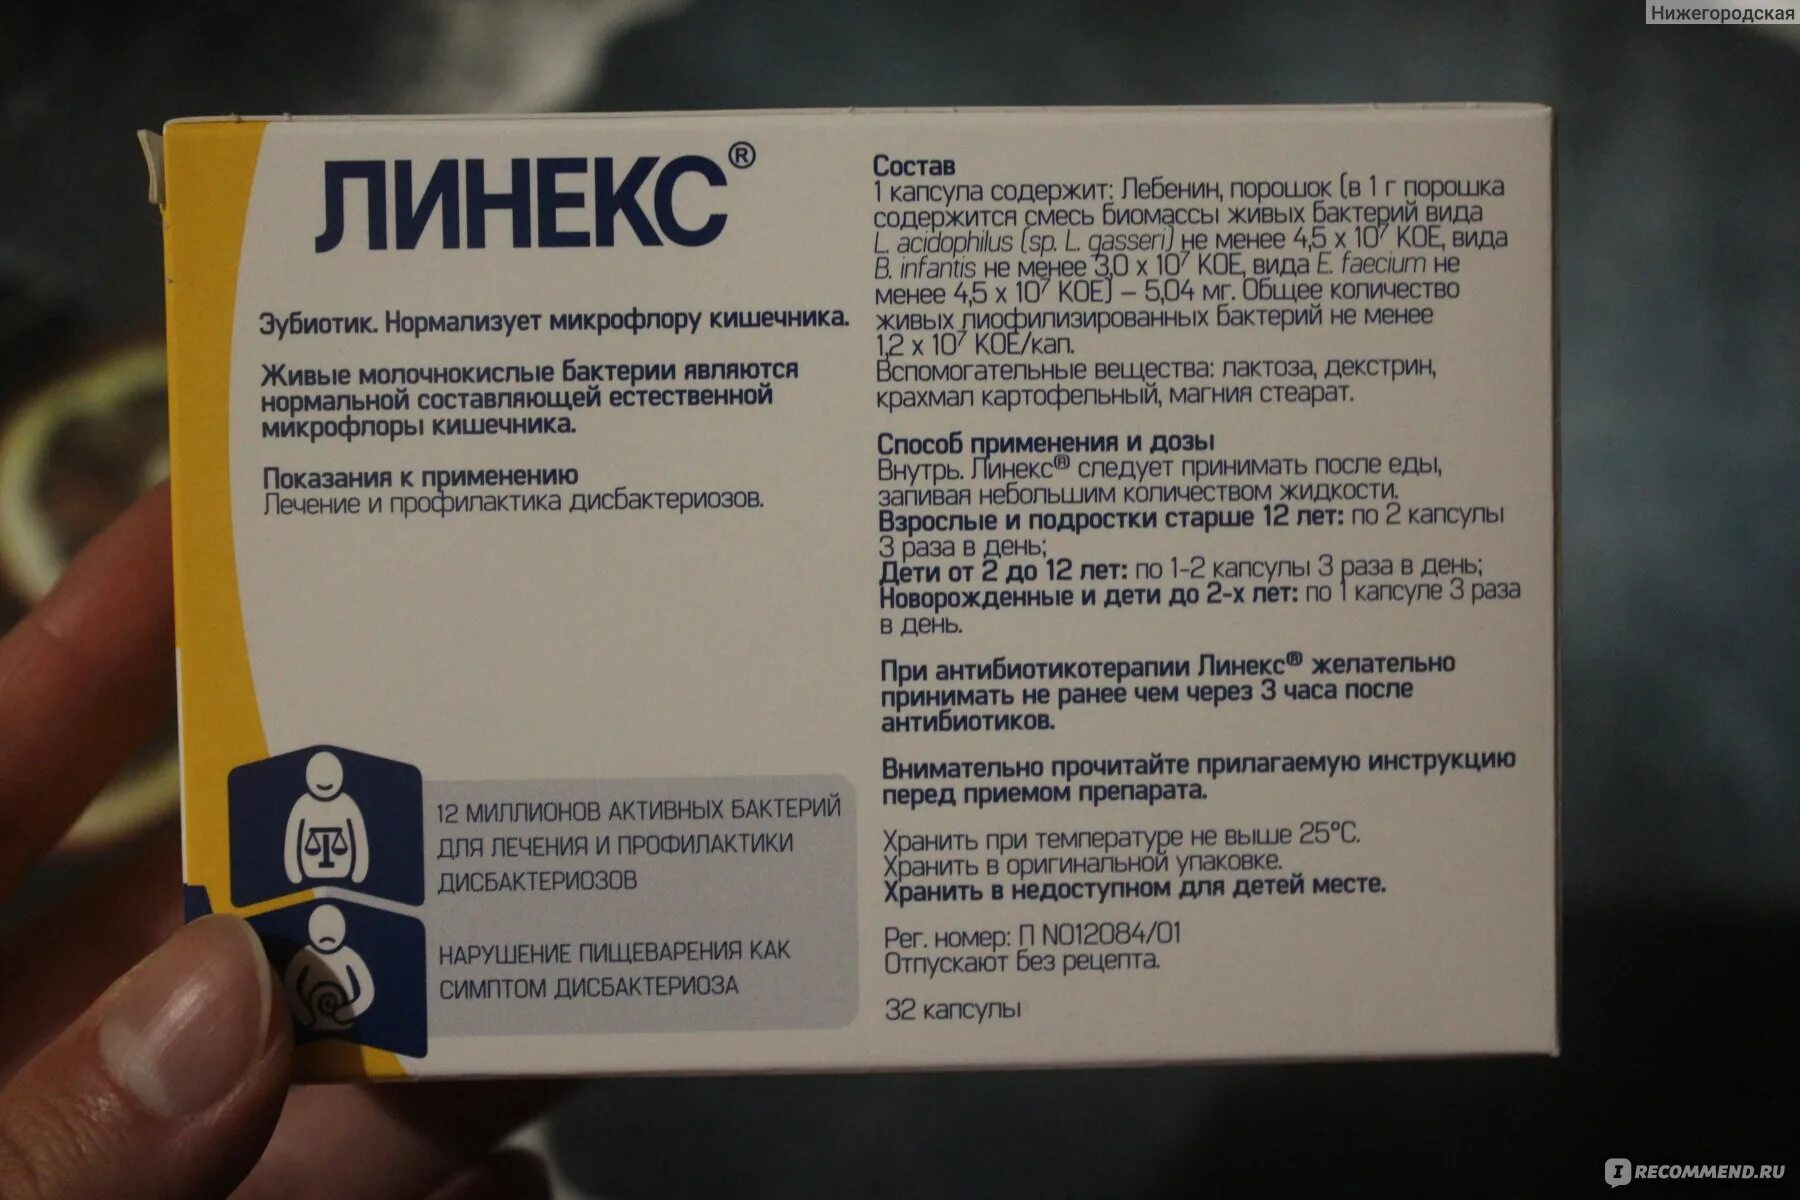 Нижегородская
ЛИНЕКС®
Эубиотик. Нормализует микрофлору кишечника.
Живые молочнокислые бактерии являются
нормальной составляющей естественной
микрофлоры кишечника.
Показания к применению
Лечение и профилактика дисбактериозов.
12 МИЛЛИОНОВ АКТИВНЫХ БАКТЕРИЙ
ДЛЯ ЛЕЧЕНИЯ И ПРОФИЛАКТИКИ
ДИСБАКТЕРИОЗОВ
НАРУШЕНИЕ ПИЩЕВАРЕНИЯ КАК
СИМПТОМ ДИСБАКТЕРИОЗА
Состав
1 капсула содержит: Лебенин, порошок (в 1 г порошка
содержится смесь биомассы живых бактерий вида
L. acidophilus (sp. L. gasseri) не менее 4,5 x 10⁷ КОЕ, вида
B. infantis не менее 3,0 x 10⁷ КОЕ, вида E. faecium не
менее 4,5 x 10⁷ КОЕ) – 5,04 мг. Общее количество
живых лиофилизированных бактерий не менее
1,2 x 10⁷ КОЕ/кап.
Вспомогательные вещества: лактоза, декстрин,
крахмал картофельный, магния стеарат.
Способ применения и дозы
Внутрь. Линекс® следует принимать после еды,
запивая небольшим количеством жидкости.
Взрослые и подростки старше 12 лет: по 2 капсулы
3 раза в день;
Дети от 2 до 12 лет: по 1-2 капсулы 3 раза в день;
Новорожденные и дети до 2-х лет: по 1 капсуле 3 раза
в день.
При антибиотикотерапии Линекс® желательно
принимать не ранее чем через 3 часа после
антибиотиков.
Внимательно прочитайте прилагаемую инструкцию
перед приемом препарата.
Хранить при температуре не выше 25°C.
Хранить в оригинальной упаковке.
Хранить в недоступном для детей месте.
Рег. номер: П N012084/01
Отпускают без рецепта.
32 капсулы
IRECOMMEND.RU